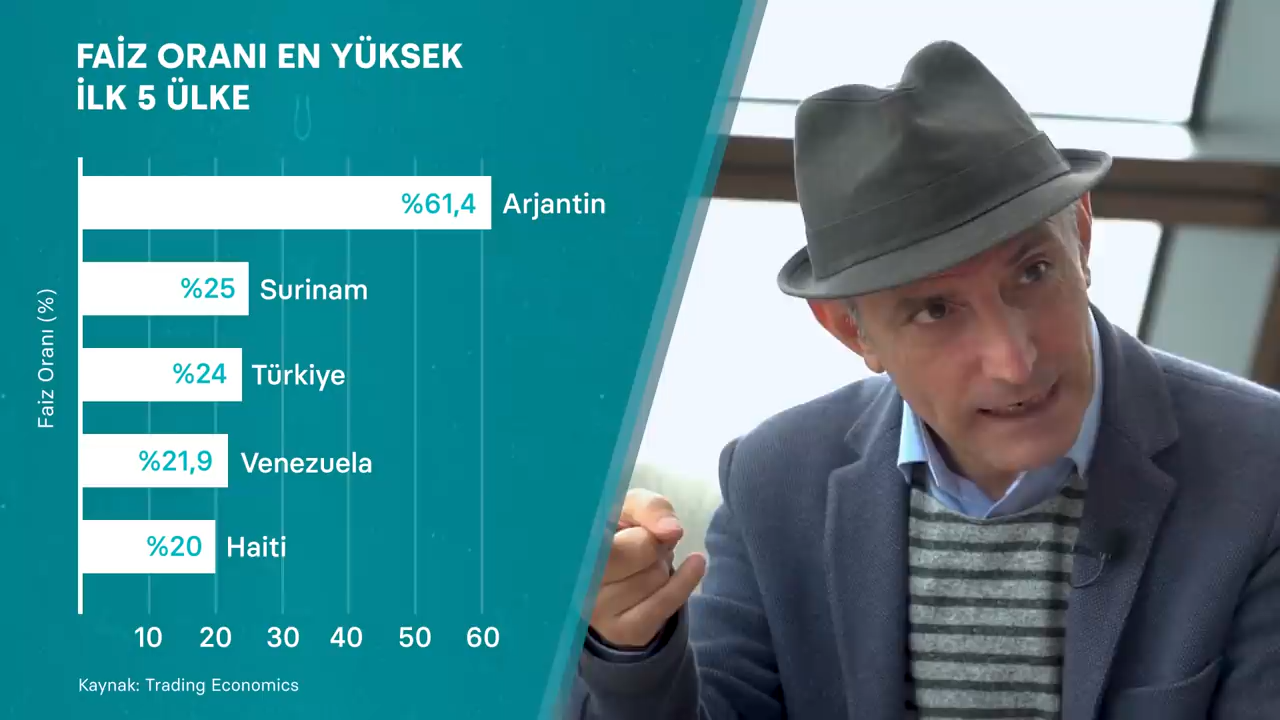 FAİZ ORANI EN YÜKSEK
İLK 5 ÜLKE
Faiz Oranı (%)
%61,4 Arjantin
%25 Surinam
%24 Türkiye
%21,9 Venezuela
%20 Haiti
10 20 30 40 50 60
Kaynak: Trading Economics